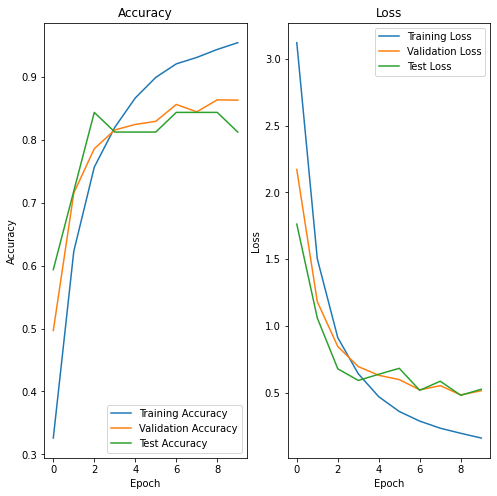 Accuracy
Loss
0.9
0.8
0.7
0.6
0.5
0.4
0.3
Accuracy
0
2
4
6
8
Epoch
Training Accuracy
Validation Accuracy
Test Accuracy
3.0
2.5
2.0
1.5
1.0
0.5
Loss
0
2
4
6
8
Epoch
Training Loss
Validation Loss
Test Loss